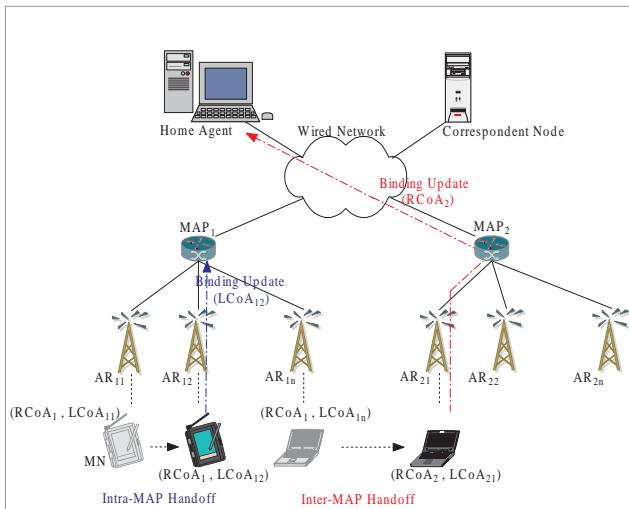 Home Agent
Wired Network
Correspondent Node
Binding Update
(RCoA₂)
MAP₁
MAP₂
Binding Update
(LCoA₁₂)
AR₁₁
AR₁₂
AR₁ₙ
AR₂₁
AR₂₂
AR₂ₙ
(RCoA₁ , LCOA₁₁)
(RCoA₁ , LCoA₁ₙ)
MN
(RCoA₁ , LCoA₁₂)
(RCoA₂ , LCoA₂₁)
Intra-MAP Handoff
Inter-MAP Handoff